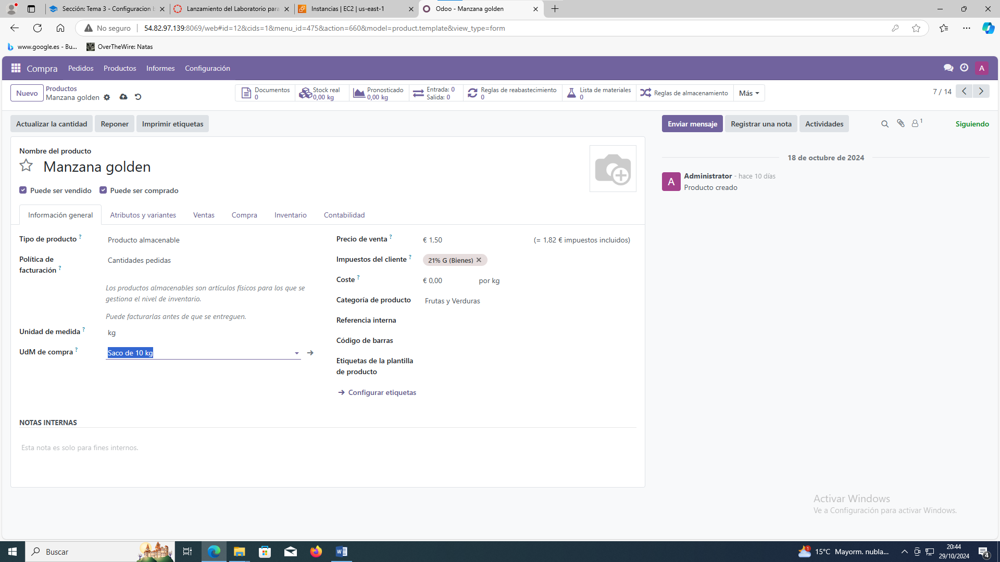 Sección: Tema 3 - Configuracion b
Lanzamiento del Laboratorio para
Instancias | EC2 | us-east-1
Odoo - Manzana golden
No seguro
54.82.97.139:8069/web#id=12&cids=1&menu_id=475&action=660&model=product.template&view_type=form
www.google.es - Bu...
OverTheWire: Natas
Compra
Pedidos
Productos
Informes
Configuración
A
Nuevo
Productos
Manzana golden
Documentos
0
Stock real
0,00 kg
Pronosticado
0,00 kg
Entrada: 0
Salida: 0
Reglas de reabastecimiento
0
Lista de materiales
0
Reglas de almacenamiento
Más
7 / 14
Actualizar la cantidad
Reponer
Imprimir etiquetas
Enviar mensaje
Registrar una nota
Actividades
1
Siguiendo
Nombre del producto
Manzana golden
Puede ser vendido
Puede ser comprado
Información general
Atributos y variantes
Ventas
Compra
Inventario
Contabilidad
Tipo de producto ?
Producto almacenable
Política de
facturación ?
Cantidades pedidas
Los productos almacenables son artículos físicos para los que se
gestiona el nivel de inventario.
Puede facturarlas antes de que se entreguen.
Unidad de medida ?
kg
UdM de compra ?
Saco de 10 kg
Precio de venta ?
€ 1,50
(= 1,82 € impuestos incluidos)
Impuestos del cliente ?
21% G (Bienes)
Coste ?
€ 0,00
por kg
Categoría de producto
Frutas y Verduras
Referencia interna
Código de barras
Etiquetas de la plantilla
de producto
Configurar etiquetas
NOTAS INTERNAS
Esta nota es solo para fines internos.
18 de octubre de 2024
A
Administrator - hace 10 días
Producto creado
Activar Windows
Ve a Configuración para activar Windows.
Buscar
1
15°C Mayorm. nubla...
20:44
29/10/2024
4